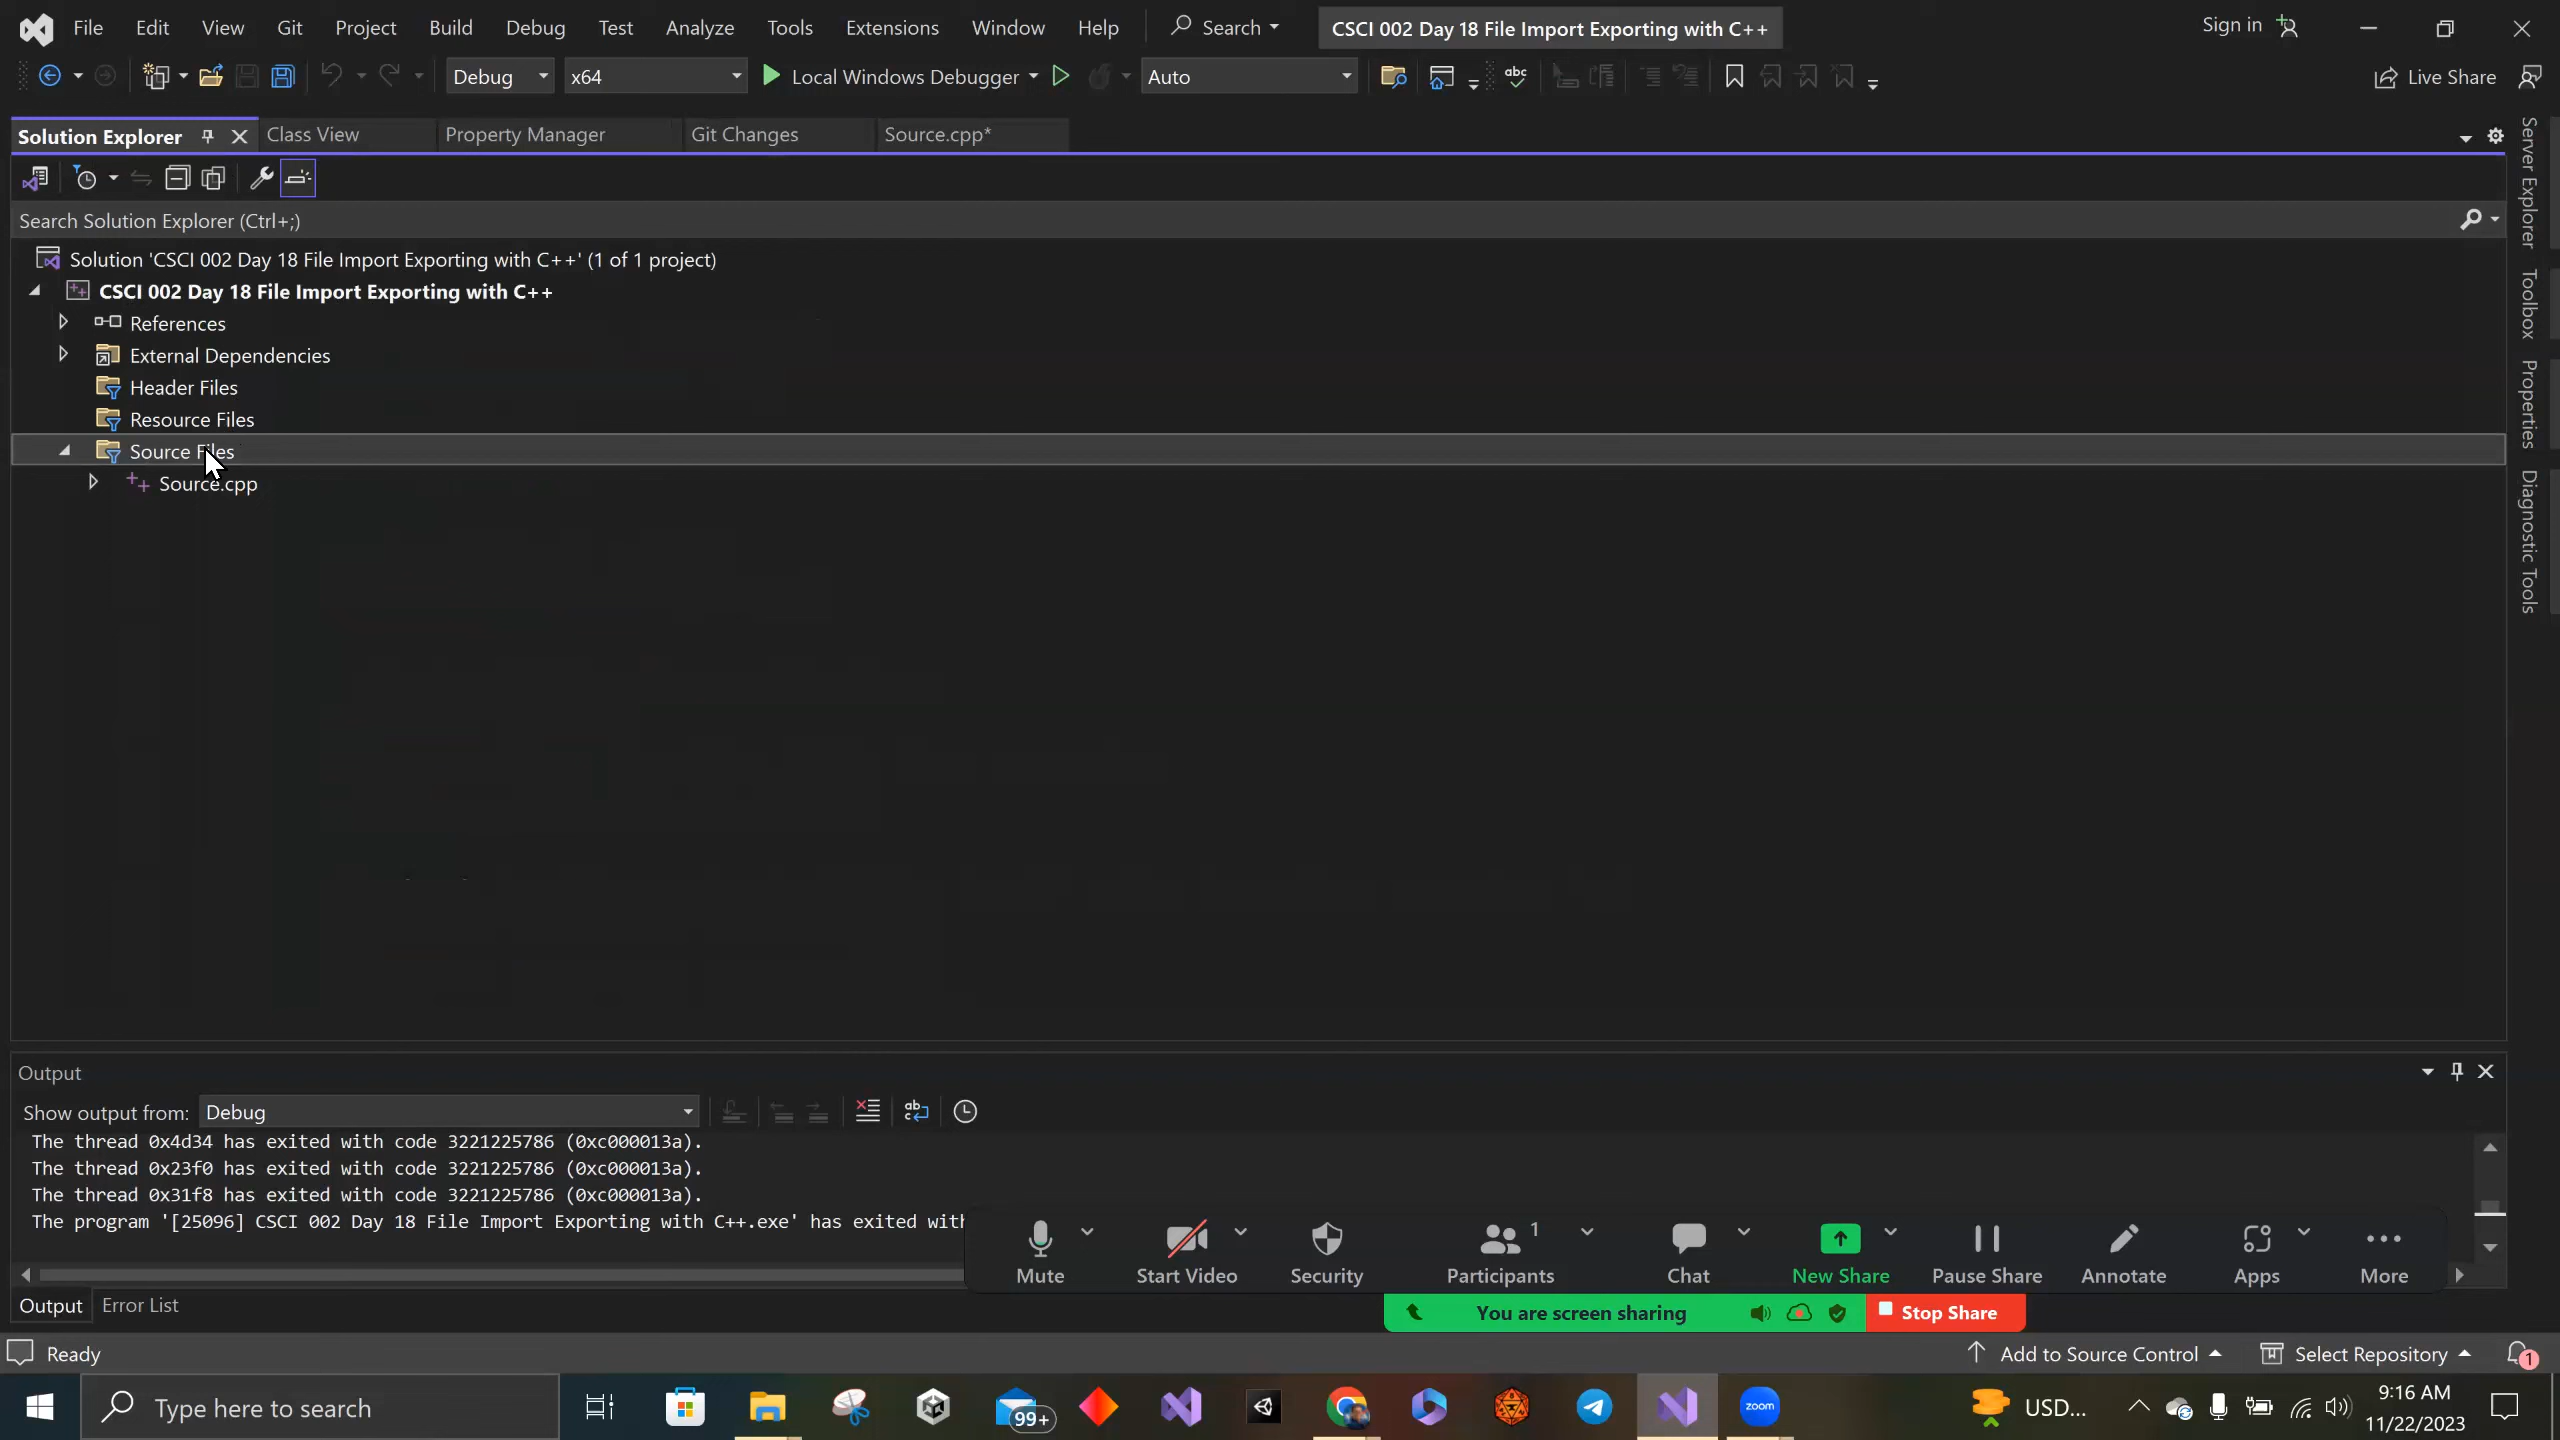 File Edit View Git Project Build Debug Test Analyze Tools Extensions Window Help Search CSCI 002 Day 18 File Import Exporting with C++ Sign in
Debug x64 Local Windows Debugger Auto Live Share
Solution Explorer Class View Property Manager Git Changes Source.cpp*
Search Solution Explorer (Ctrl+;)
Solution 'CSCI 002 Day 18 File Import Exporting with C++' (1 of 1 project)
CSCI 002 Day 18 File Import Exporting with C++
References
External Dependencies
Header Files
Resource Files
Source Files
Source.cpp
Server Explorer
Toolbox
Properties
Diagnostic Tools
Output
Show output from: Debug
The thread 0x4d34 has exited with code 3221225786 (0xc000013a).
The thread 0x23f0 has exited with code 3221225786 (0xc000013a).
The thread 0x31f8 has exited with code 3221225786 (0xc000013a).
The program '[25096] CSCI 002 Day 18 File Import Exporting with C++.exe' has exited with
1
Mute Start Video Security Participants Chat New Share Pause Share Annotate Apps More
Output Error List
You are screen sharing Stop Share
Ready Add to Source Control Select Repository 1
Type here to search 99+ zoom USD... 9:16 AM
11/22/2023